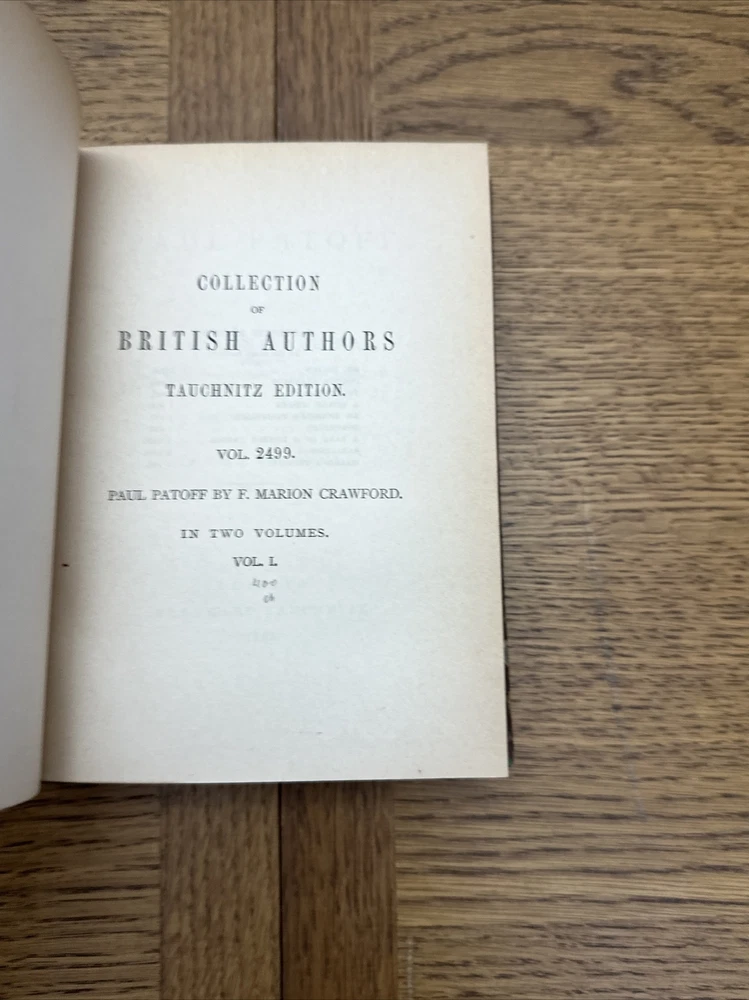 COLLECTION
OF
BRITISH AUTHORS
TAUCHNITZ EDITION.
VOL. 2499.
PAUL PATOFF BY F. MARION CRAWFORD.
IN TWO VOLUMES.
VOL. I.